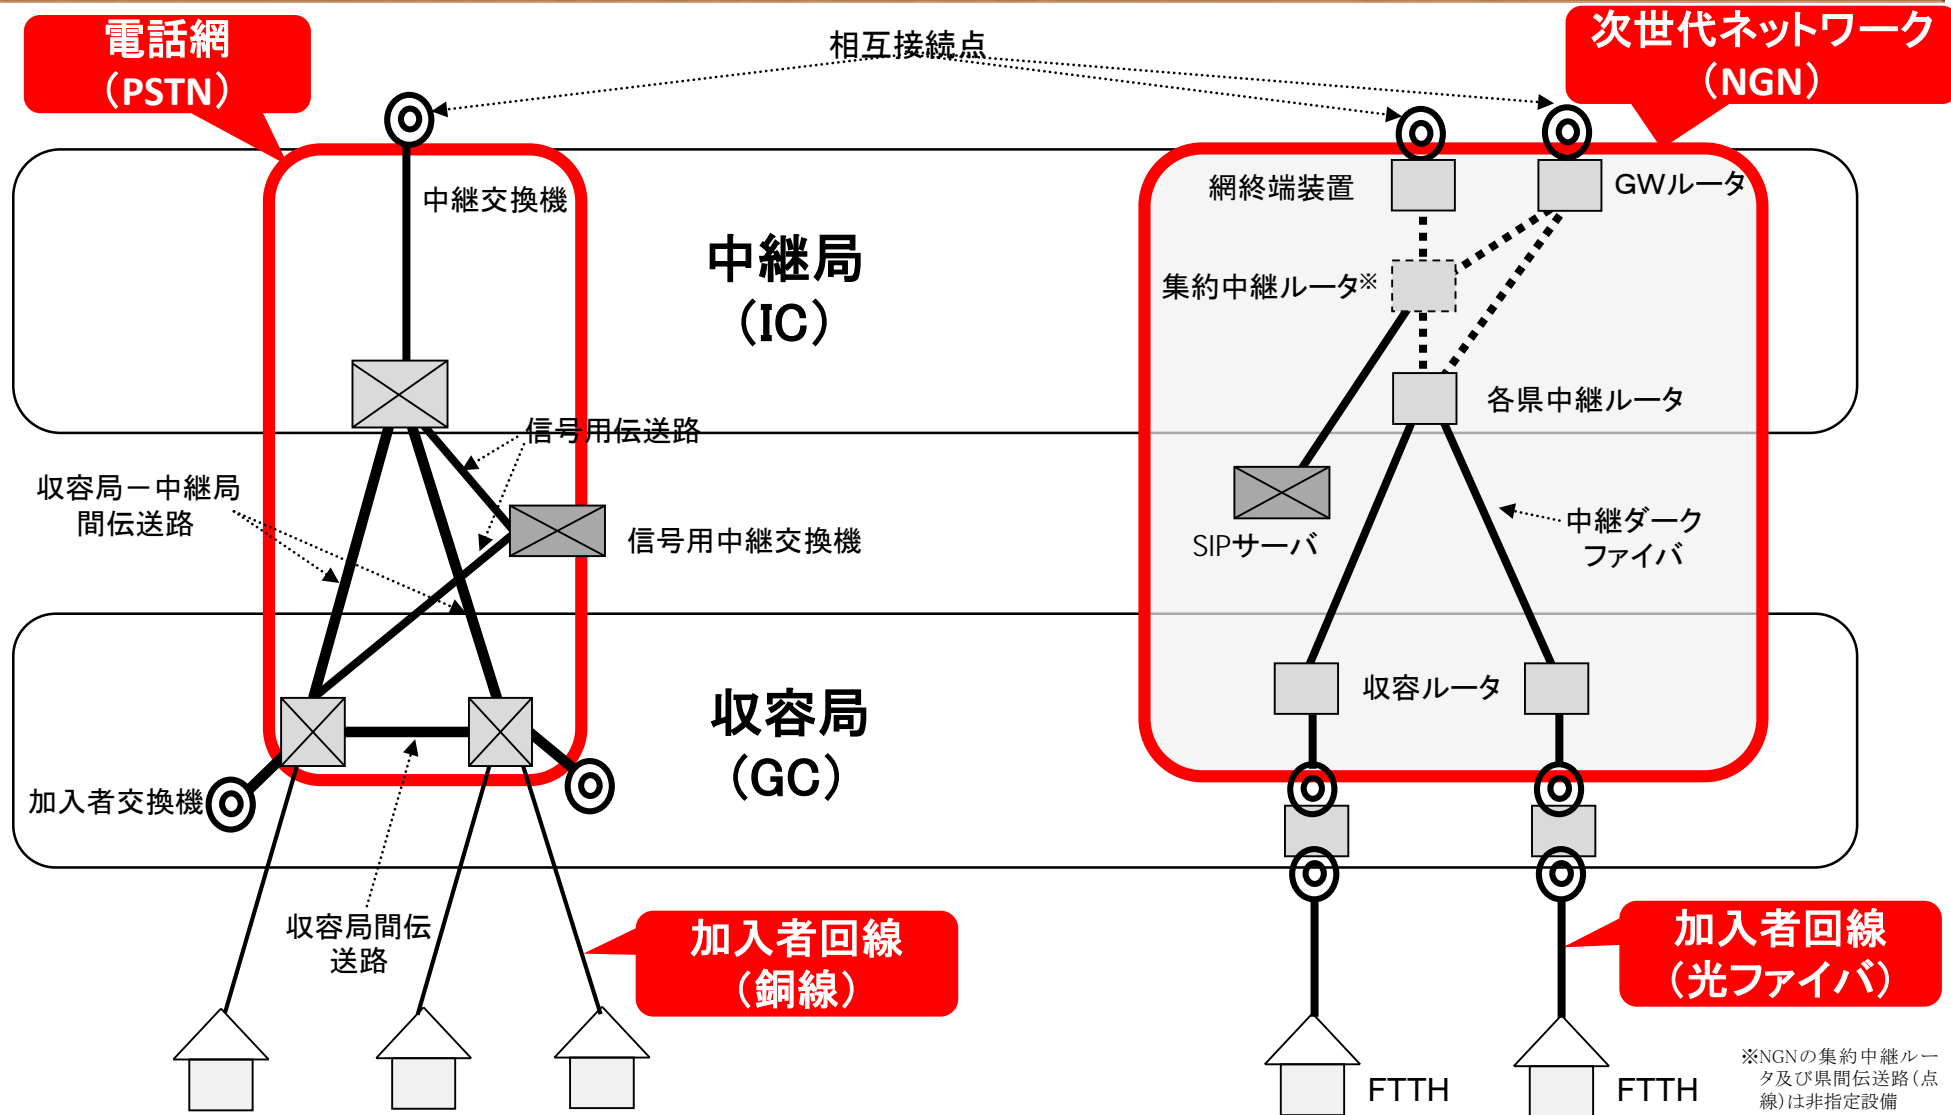 電話網
（PSTN）
相互接続点
次世代ネットワーク
（NGN）
中継交換機
網終端装置
GWルータ
中継局
（IC）
集約中継ルータ※
各県中継ルータ
信号用伝送路
収容局－中継局
間伝送路
信号用中継交換機
SIPサーバ
中継ダーク
ファイバ
収容局
（GC）
収容ルータ
加入者交換機
収容局間伝
送路
加入者回線
（銅線）
加入者回線
（光ファイバ）
FTTH
FTTH
※NGNの集約中継ルー
タ及び県間伝送路（点
線）は非指定設備